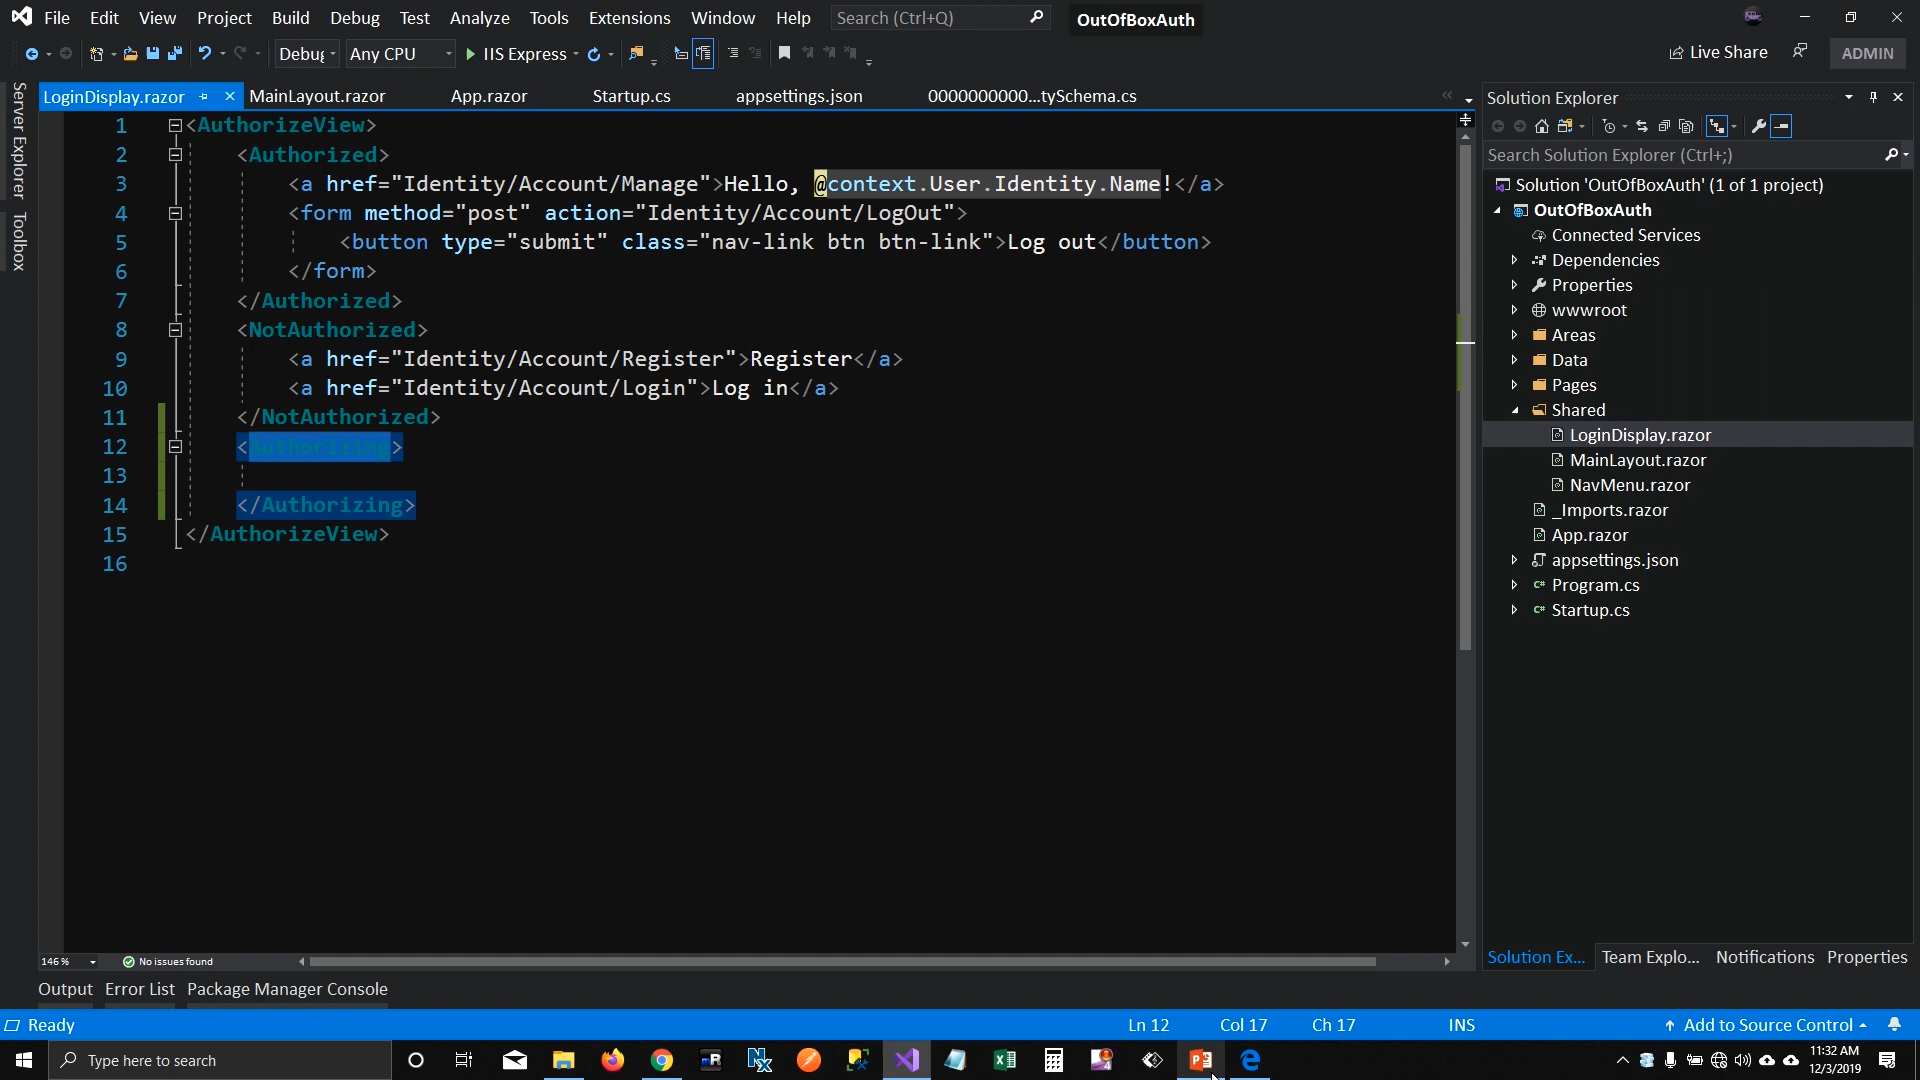 File Edit View Project Build Debug Test Analyze Tools Extensions Window Help Search (Ctrl+Q) OutOfBoxAuth
Debug Any CPU IIS Express Live Share ADMIN
Server Explorer
Toolbox
LoginDisplay.razor MainLayout.razor App.razor Startup.cs appsettings.json 0000000000...tySchema.cs
1 <AuthorizeView>
2 <Authorized>
3 <a href="Identity/Account/Manage">Hello, @context.User.Identity.Name!</a>
4 <form method="post" action="Identity/Account/LogOut">
5 <button type="submit" class="nav-link btn btn-link">Log out</button>
6 </form>
7 </Authorized>
8 <NotAuthorized>
9 <a href="Identity/Account/Register">Register</a>
10 <a href="Identity/Account/Login">Log in</a>
11 </NotAuthorized>
12 <Authorizing>
13
14 </Authorizing>
15 </AuthorizeView>
16
146 % No issues found
Solution Explorer
Search Solution Explorer (Ctrl+;)
Solution 'OutOfBoxAuth' (1 of 1 project)
OutOfBoxAuth
Connected Services
Dependencies
Properties
wwwroot
Areas
Data
Pages
Shared
LoginDisplay.razor
MainLayout.razor
NavMenu.razor
_Imports.razor
App.razor
appsettings.json
C# Program.cs
C# Startup.cs
Solution Ex... Team Explo... Notifications Properties
Output Error List Package Manager Console
Ready Ln 12 Col 17 Ch 17 INS Add to Source Control
Type here to search
11:32 AM
12/3/2019